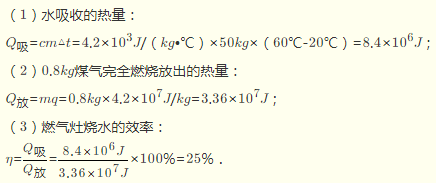 （1）水吸收的热量：
Q吸=cm△t=4.2×10³J/（kg•℃）×50kg×（60℃-20℃）=8.4×10⁶J；
（2）0.8kg煤气完全燃烧放出的热量：
Q放=mq=0.8kg×4.2×10⁷J/kg=3.36×10⁷J；
（3）燃气灶烧水的效率：
η=Q吸/Q放=8.4×10⁶J/3.36×10⁷J×100%=25%．